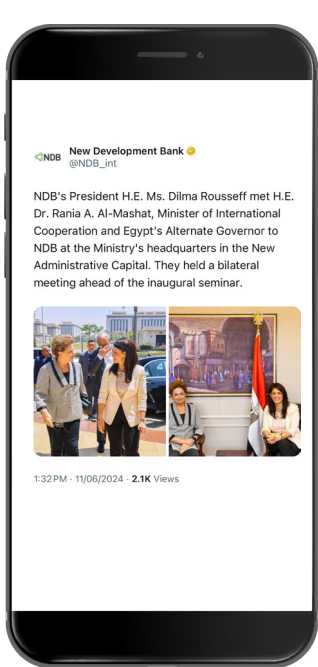 NDB
New Development Bank
@NDB_int
NDB's President H.E. Ms. Dilma Rousseff met H.E.
Dr. Rania A. Al-Mashat, Minister of International
Cooperation and Egypt's Alternate Governor to
NDB at the Ministry's headquarters in the New
Administrative Capital. They held a bilateral
meeting ahead of the inaugural seminar.
1:32 PM · 11/06/2024 · 2.1K Views